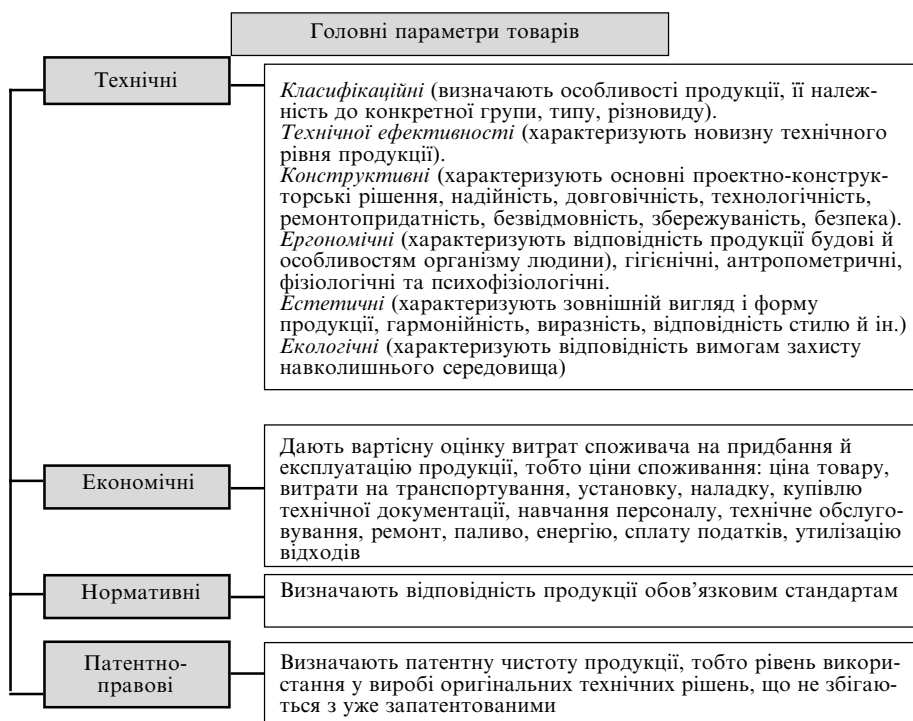 Головні параметри товарів
Технічні
Класифікаційні (визначають особливості продукції, її належ-
ність до конкретної групи, типу, різновиду).
Технічної ефективності (характеризують новизну технічного
рівня продукції).
Конструктивні (характеризують основні проектно-конструк-
торські рішення, надійність, довговічність, технологічність,
ремонтопридатність, безвідмовність, збережуваність, безпека).
Ергономічні (характеризують відповідність продукції будові й
особливостям організму людини), гігієнічні, антропометричні,
фізіологічні та психофізіологічні.
Естетичні (характеризують зовнішній вигляд і форму
продукції, гармонійність, виразність, відповідність стилю й ін.)
Екологічні (характеризують відповідність вимогам захисту
навколишнього середовища)
Економічні
Дають вартісну оцінку витрат споживача на придбання й
експлуатацію продукції, тобто ціни споживання: ціна товару,
витрати на транспортування, установку, наладку, купівлю
технічної документації, навчання персоналу, технічне обслуго-
вування, ремонт, паливо, енергію, сплату податків, утилізацію
відходів
Нормативні
Визначають відповідність продукції обов’язковим стандартам
Патентно-
правові
Визначають патентну чистоту продукції, тобто рівень викори-
стання у виробі оригінальних технічних рішень, що не збігаю-
ться з уже запатентованими